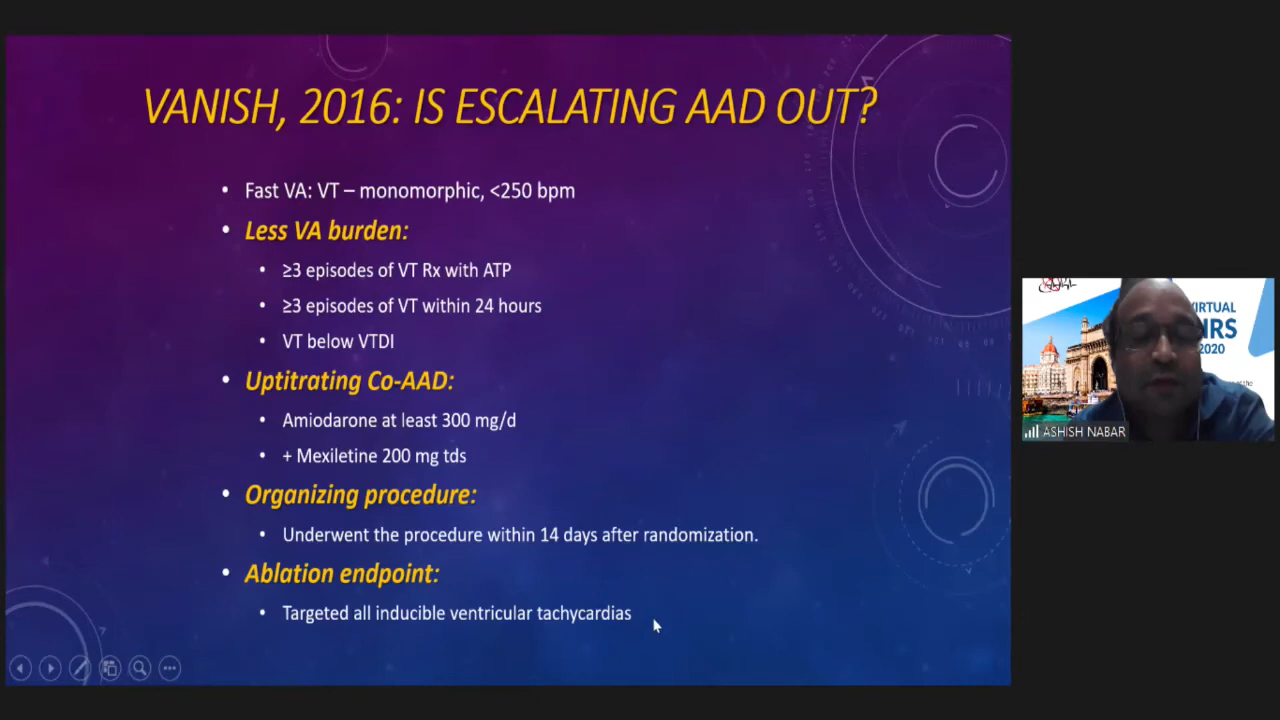 VANISH, 2016: IS ESCALATING AAD OUT?
• Fast VA: VT – monomorphic, <250 bpm
• Less VA burden:
• ≥3 episodes of VT Rx with ATP
• ≥3 episodes of VT within 24 hours
• VT below VTDI
• Uptitrating Co-AAD:
• Amiodarone at least 300 mg/d
• + Mexiletine 200 mg tds
• Organizing procedure:
• Underwent the procedure within 14 days after randomization.
• Ablation endpoint:
• Targeted all inducible ventricular tachycardias
VIRTUAL
2020
ASHISH NABAR